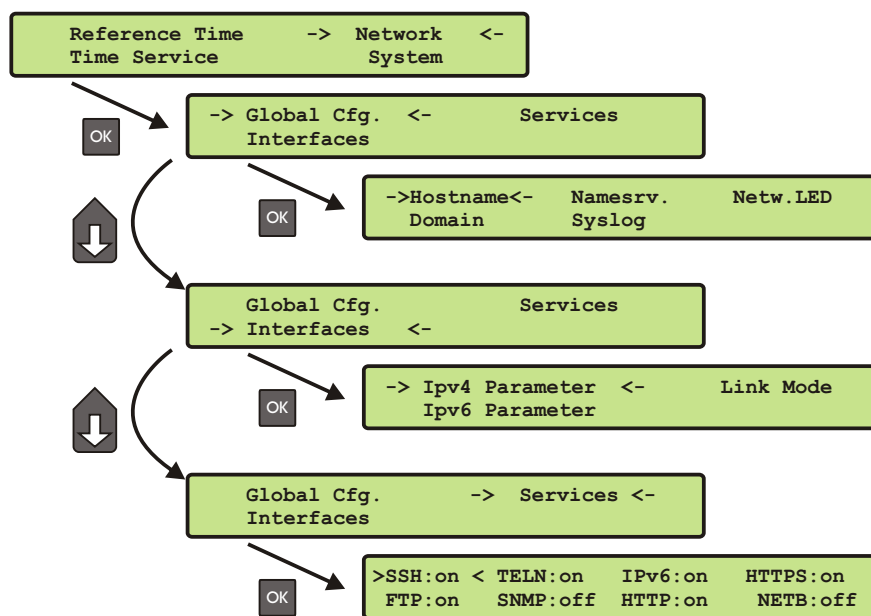 Reference Time -> Network <-
Time Service System
OK
-> Global Cfg. <- Services
Interfaces
OK
->Hostname<- Namesrv. Netw.LED
Domain Syslog
Global Cfg. Services
-> Interfaces <-
OK
-> Ipv4 Parameter <- Link Mode
Ipv6 Parameter
Global Cfg. -> Services <-
Interfaces
OK
>SSH:on < TELN:on IPv6:on HTTPS:on
FTP:on SNMP:off HTTP:on NETB:off